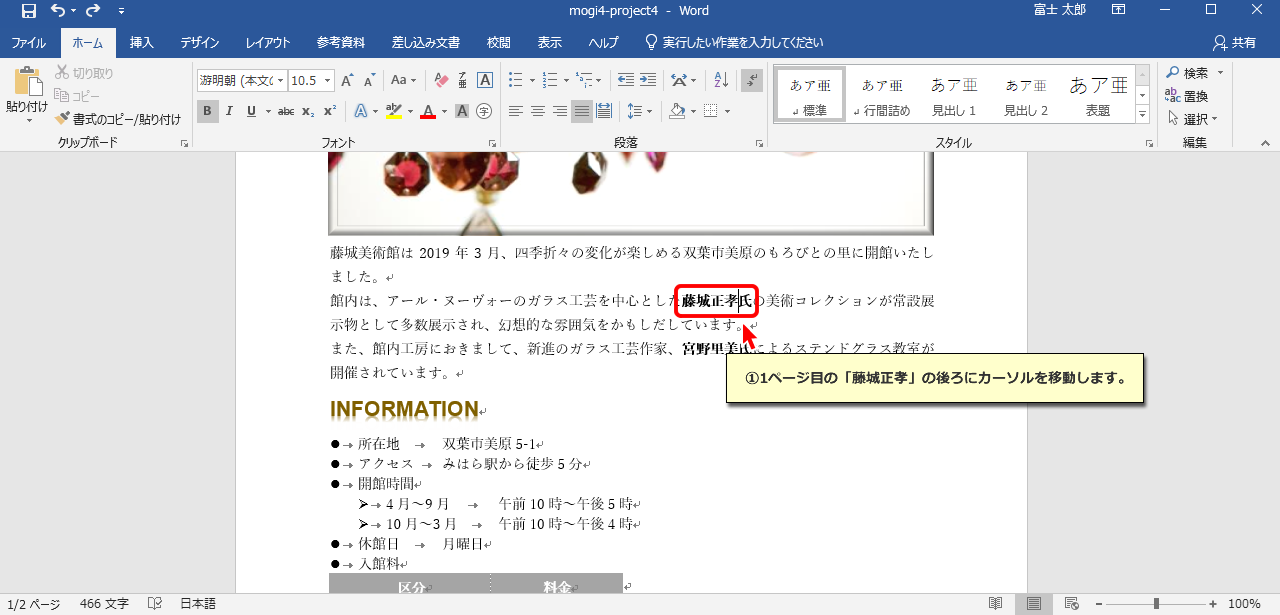 mogi4-project4 - Word
富士 太郎
ファイル ホーム 挿入 デザイン レイアウト 参考資料 差し込み文書 校閲 表示 ヘルプ 実行したい作業を入力してください 共有
貼り付け
切り取り
コピー
書式のコピー/貼り付け
クリップボード
游明朝 (本文の 10.5 A A Aa A
B I U abc x₂ x² A ab A A 字
フォント
段落
あア亜 あア亜 あア亜 あア亜 あア亜
標準 行間詰め 見出し 1 見出し 2 表題
スタイル
検索
置換
選択
編集
藤城美術館は 2019 年 3 月、四季折々の変化が楽しめる双葉市美原のもろびとの里に開館いたし
ました。
館内は、アール・ヌーヴォーのガラス工芸を中心とした藤城正孝氏の美術コレクションが常設展
示物として多数展示され、幻想的な雰囲気をかもしだしています。
また、館内工房におきまして、新進のガラス工芸作家、宮野里美氏によるステンドグラス教室が
開催されています。
①1ページ目の「藤城正孝」の後ろにカーソルを移動します。
INFORMATION
●→ 所在地 → 双葉市美原 5-1
●→ アクセス → みはら駅から徒歩 5 分
●→ 開館時間
➢→ 4 月～9 月 → 午前 10 時～午後 5 時
➢→ 10 月～3 月 → 午前 10 時～午後 4 時
●→ 休館日 → 月曜日
●→ 入館料
区分 料金
1/2 ページ 466 文字 日本語 100%